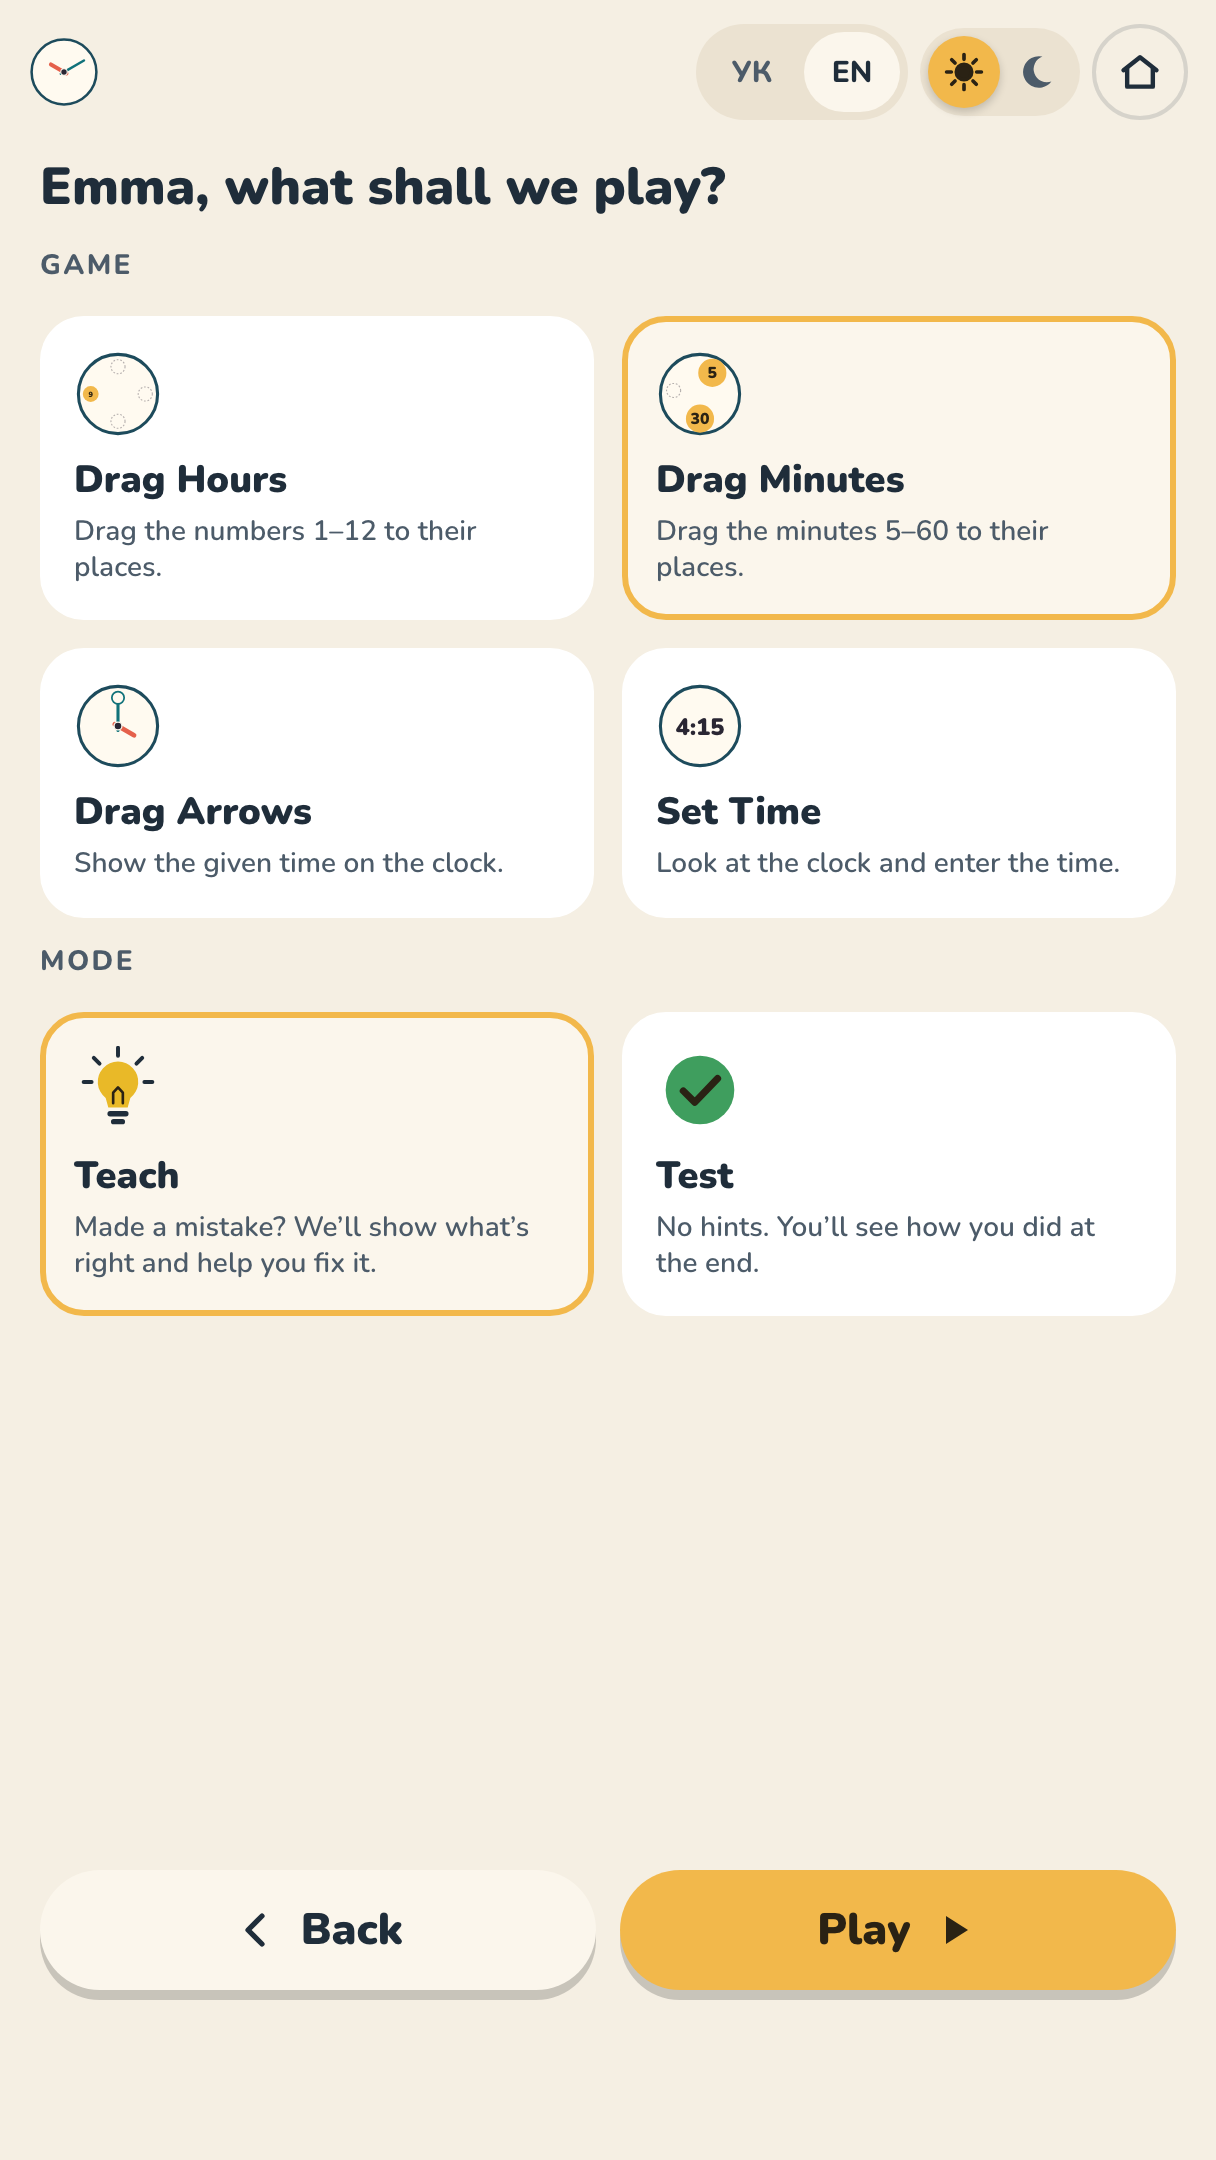 УК EN
Emma, what shall we play?
GAME
9
Drag Hours
Drag the numbers 1–12 to their
places.
5
30
Drag Minutes
Drag the minutes 5–60 to their
places.
Drag Arrows
Show the given time on the clock.
4:15
Set Time
Look at the clock and enter the time.
MODE
Teach
Made a mistake? We’ll show what’s
right and help you fix it.
Test
No hints. You’ll see how you did at
the end.
Back
Play